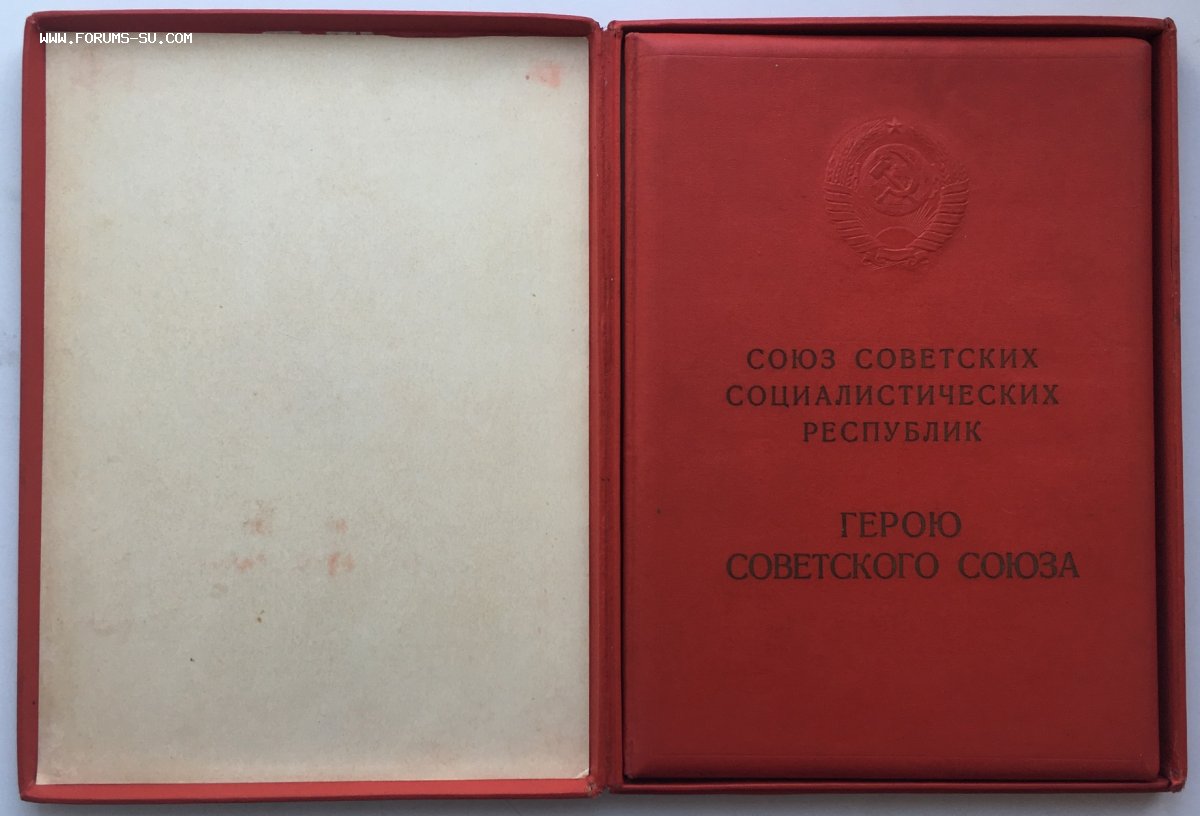 WWW.FORUMS-SU.COM
СОЮЗ СОВЕТСКИХ
СОЦИАЛИСТИЧЕСКИХ
РЕСПУБЛИК
ГЕРОЮ
СОВЕТСКОГО СОЮЗА